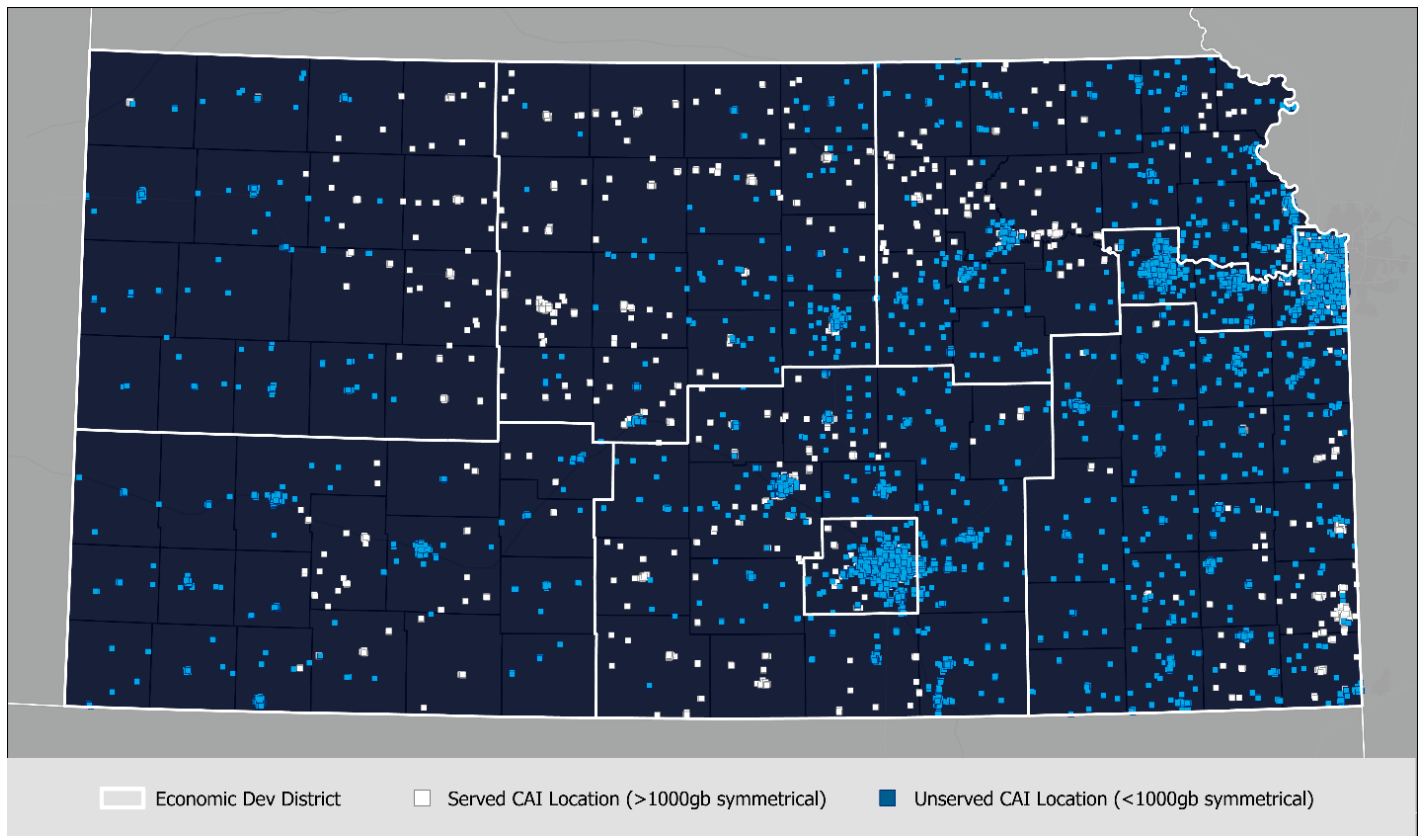 Economic Dev District
Served CAI Location (>1000gb symmetrical)
Unserved CAI Location (<1000gb symmetrical)